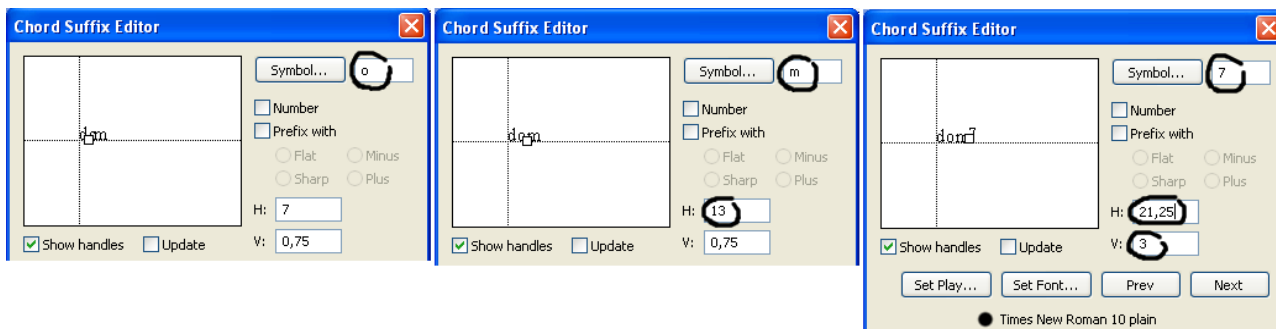 Chord Suffix Editor
dom
Symbol... o
Number
Prefix with
Flat Minus
Sharp Plus
H: 7
Show handles Update V: 0,75
Chord Suffix Editor
dom
Symbol... m
Number
Prefix with
Flat Minus
Sharp Plus
H: 13
Show handles Update V: 0,75
Chord Suffix Editor
dom7
Symbol... 7
Number
Prefix with
Flat Minus
Sharp Plus
H: 21,25
Show handles Update V: 3
Set Play... Set Font... Prev Next
Times New Roman 10 plain